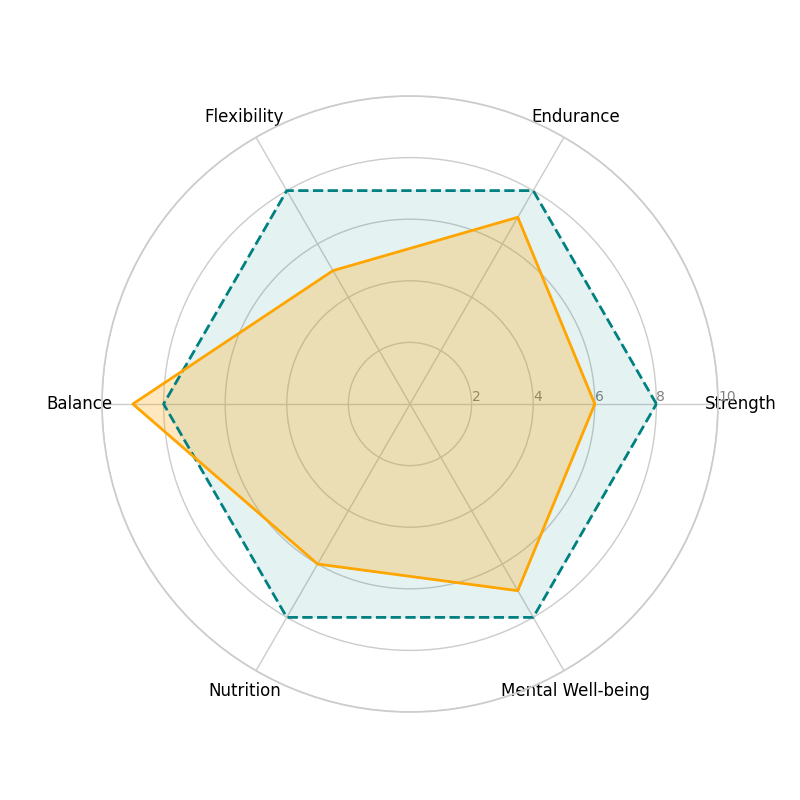 Flexibility
Endurance
Balance
2
4
6
8
10
Strength
Nutrition
Mental Well-being